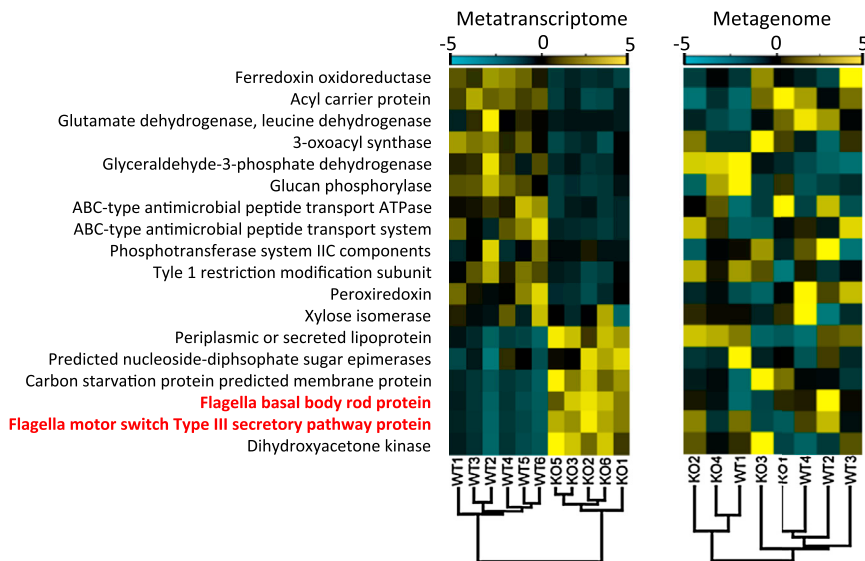 Metatranscriptome
Metagenome
-5 0 5
-5 0 5
Ferredoxin oxidoreductase
Acyl carrier protein
Glutamate dehydrogenase, leucine dehydrogenase
3-oxoacyl synthase
Glyceraldehyde-3-phosphate dehydrogenase
Glucan phosphorylase
ABC-type antimicrobial peptide transport ATPase
ABC-type antimicrobial peptide transport system
Phosphotransferase system IIC components
Tyle 1 restriction modification subunit
Peroxiredoxin
Xylose isomerase
Periplasmic or secreted lipoprotein
Predicted nucleoside-diphsophate sugar epimerases
Carbon starvation protein predicted membrane protein
Flagella basal body rod protein
Flagella motor switch Type III secretory pathway protein
Dihydroxyacetone kinase
WT1 WT3 WT2 WT4 WT5 WT6 KO5 KO3 KO2 KO6 KO1
KO2 KO4 WT1 KO3 KO1 WT4 WT2 WT3